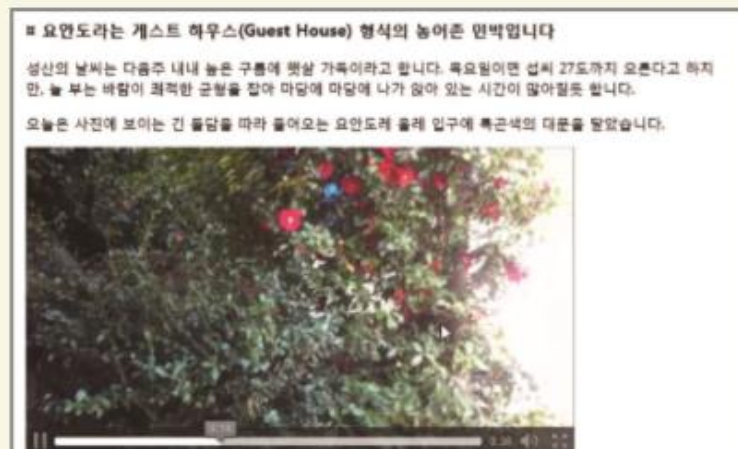 ¤ 요안도라는 게스트 하우스(Guest House) 형식의 농어촌 민박입니다
성산의 날씨는 다음주 내내 높은 구름에 햇살 가득이라고 합니다. 목요일이면 섭씨 27도까지 오른다고 하지
만, 늘 부는 바람이 쾌적한 균형을 잡아 마당에 마당에 나가 앉아 있는 시간이 많아질듯 합니다.
오늘은 사진에 보이는 긴 돌담을 따라 들어오는 요안도레 올레 입구에 특곤색의 대문을 달았습니다.